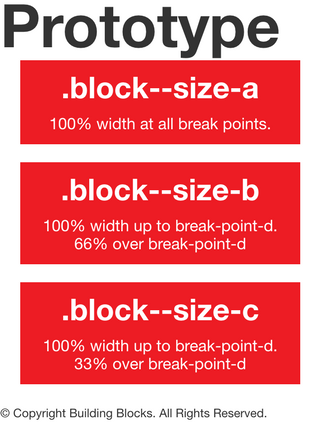 Prototype
.block--size-a
100% width at all break points.
.block--size-b
100% width up to break-point-d.
66% over break-point-d
.block--size-c
100% width up to break-point-d.
33% over break-point-d
© Copyright Building Blocks. All Rights Reserved.